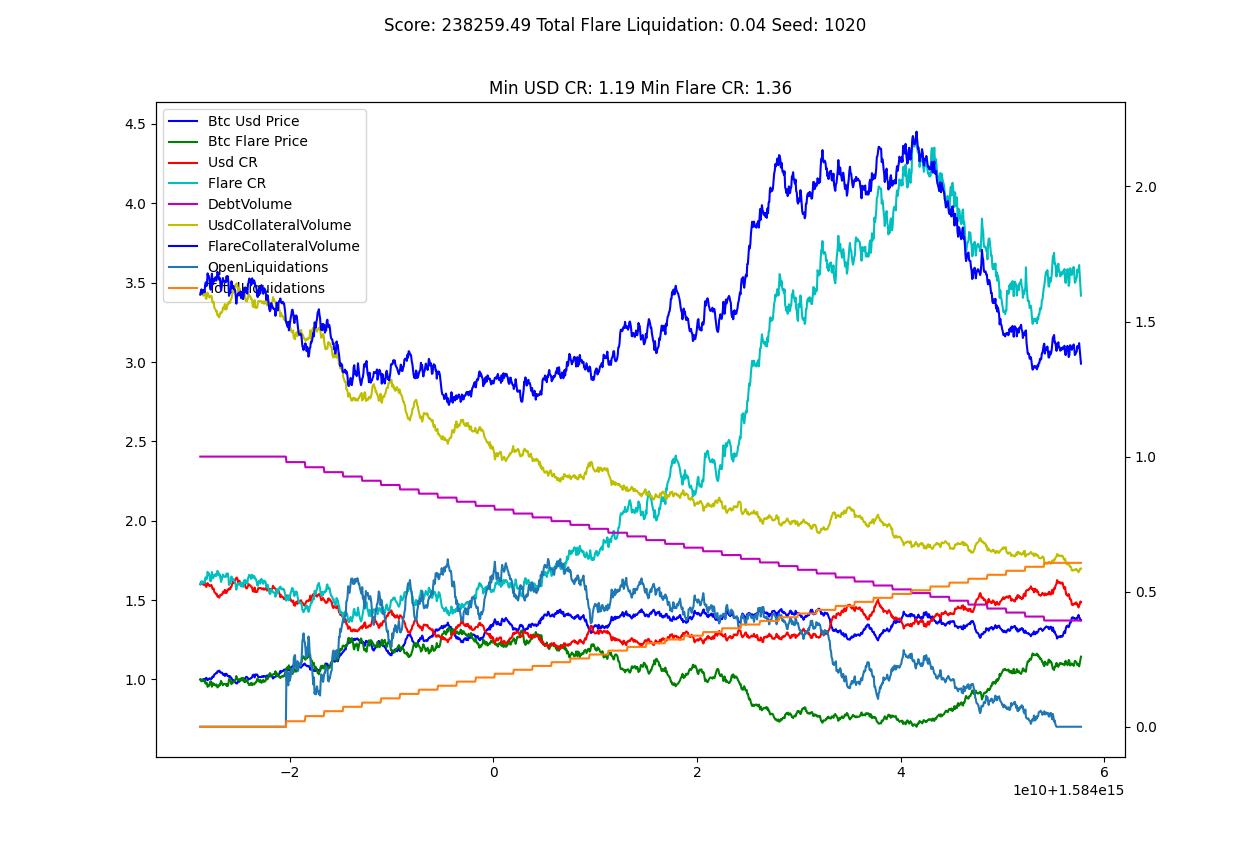 Score: 238259.49 Total Flare Liquidation: 0.04 Seed: 1020
Min USD CR: 1.19 Min Flare CR: 1.36
Btc Usd Price
Btc Flare Price
Usd CR
Flare CR
DebtVolume
UsdCollateralVolume
FlareCollateralVolume
OpenLiquidations
TotalLiquidations
4.5
4.0
3.5
3.0
2.5
2.0
1.5
1.0
2.0
1.5
1.0
0.5
0.0
−2
0
2
4
6
1e10+1.584e15